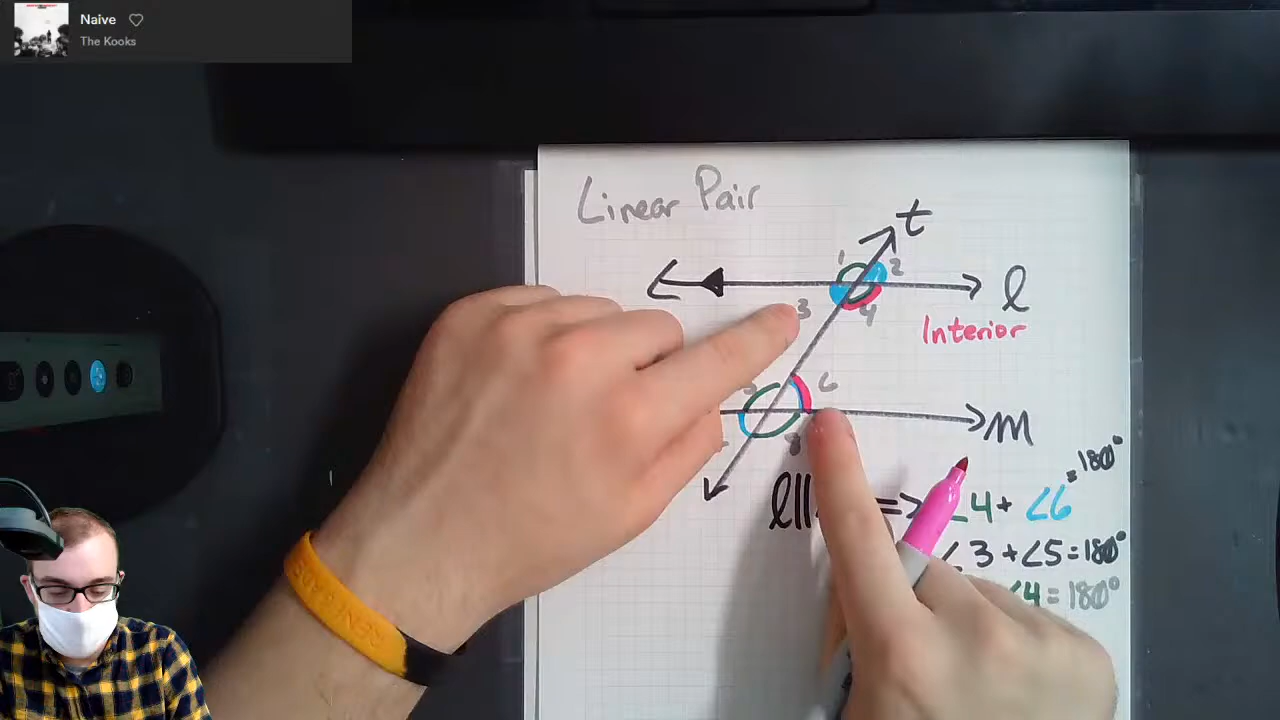 Naive
The Kooks
Linear Pair
t
1 2
l
3 4
Interior
6
m
8
180°
l|| => ∠4 + ∠6 =
∠3 + ∠5 = 180°
∠4 = 180°